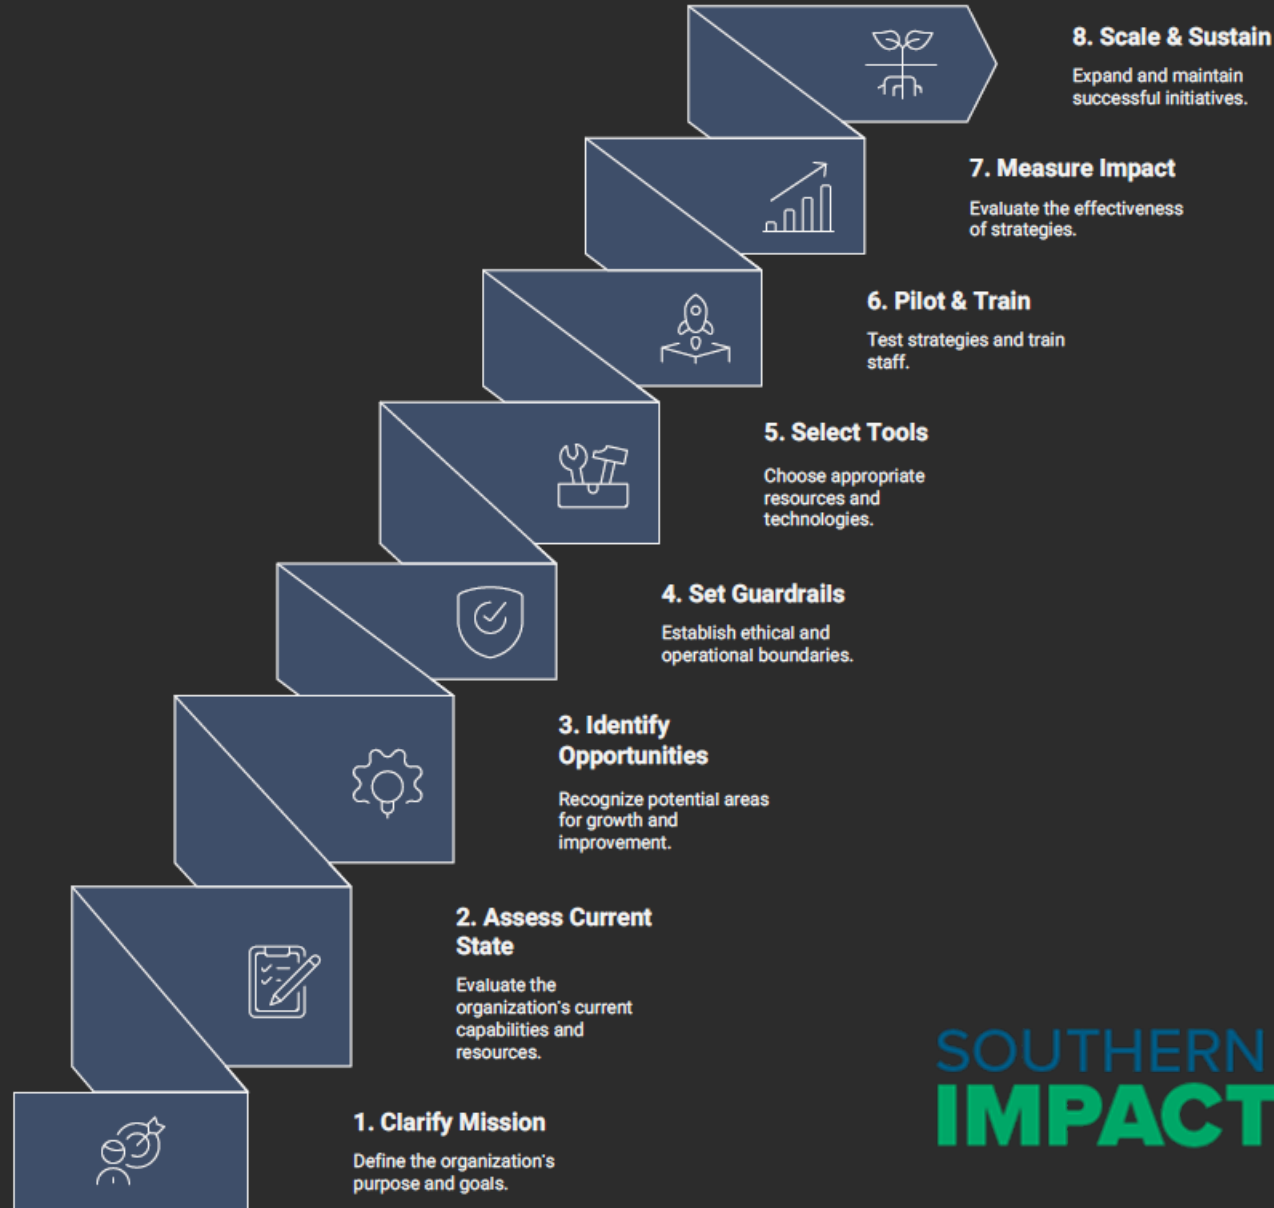 8. Scale & Sustain
Expand and maintain
successful initiatives.
7. Measure Impact
Evaluate the effectiveness
of strategies.
6. Pilot & Train
Test strategies and train
staff.
5. Select Tools
Choose appropriate
resources and
technologies.
4. Set Guardrails
Establish ethical and
operational boundaries.
3. Identify
Opportunities
Recognize potential areas
for growth and
improvement.
2. Assess Current
State
Evaluate the
organization's current
capabilities and
resources.
1. Clarify Mission
Define the organization's
purpose and goals.
SOUTHERN
IMPACT